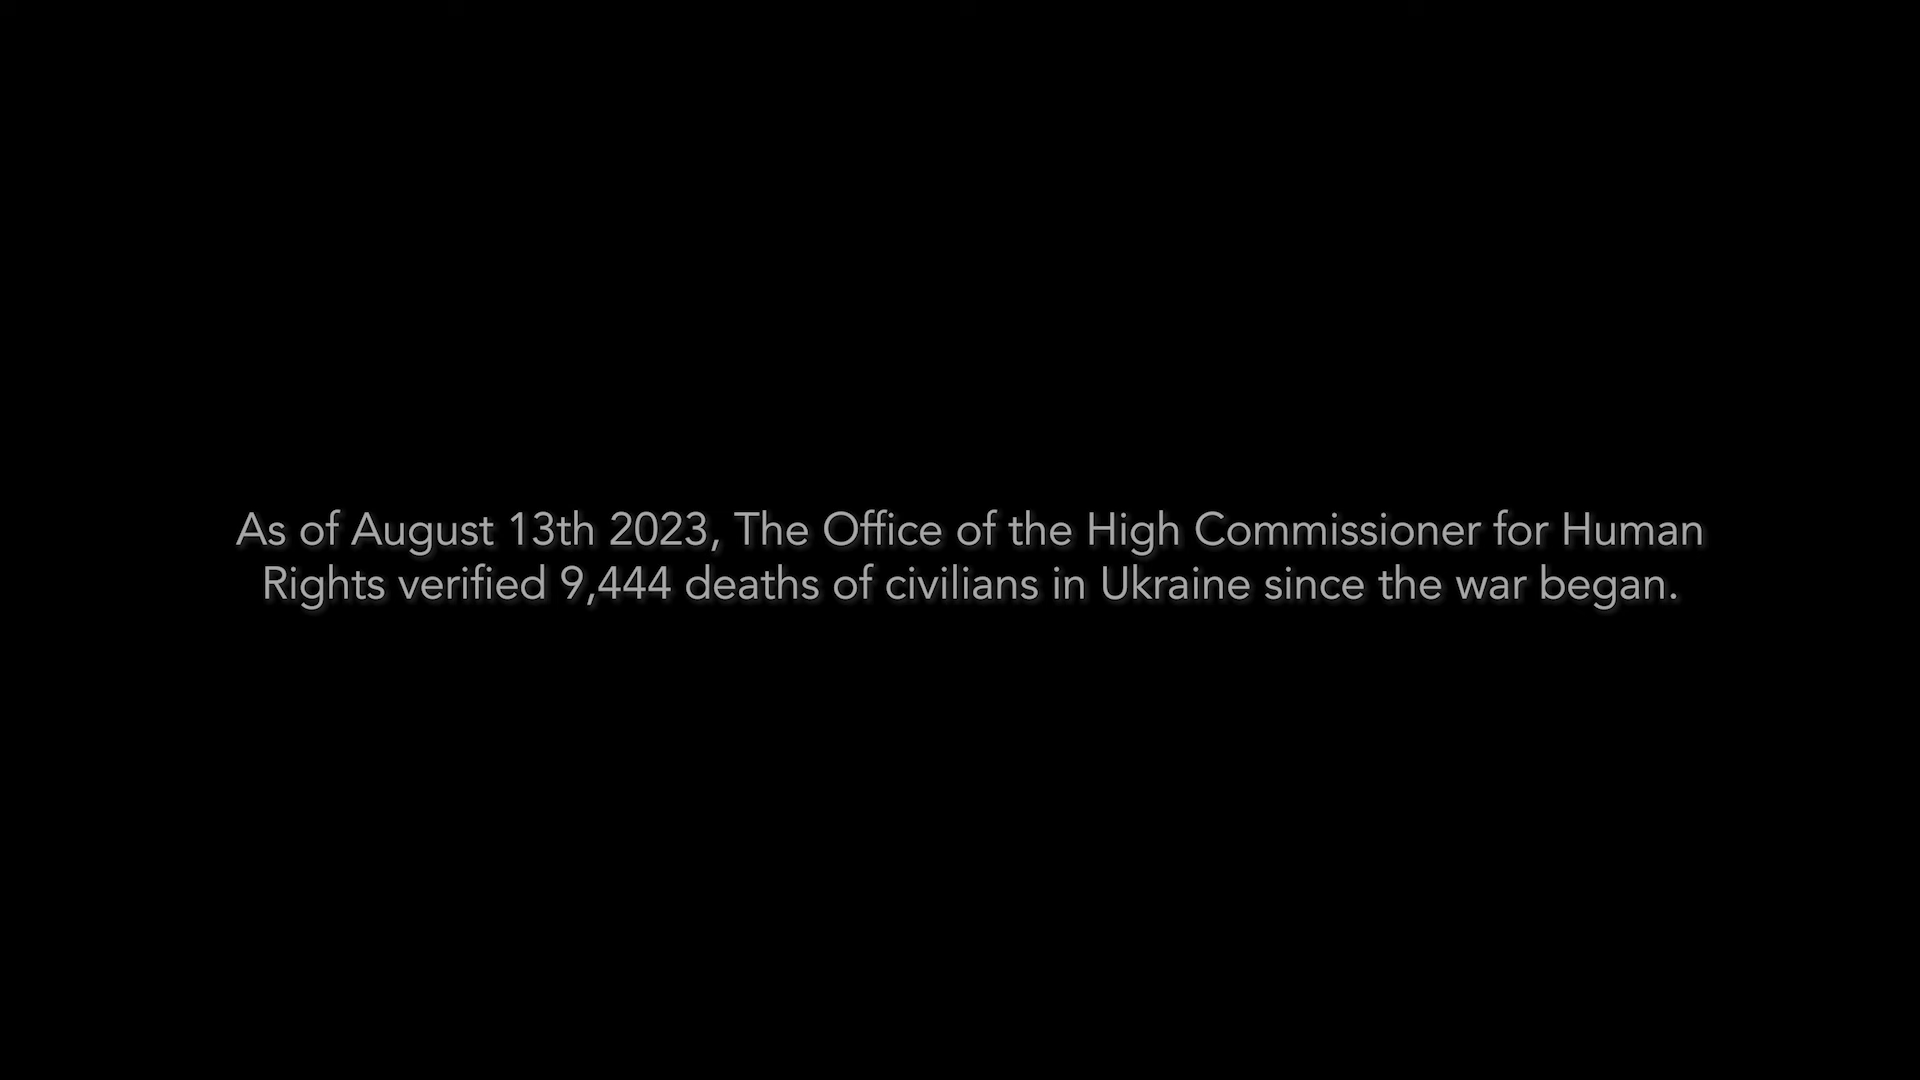 As of August 13th 2023, The Office of the High Commissioner for Human
Rights verified 9,444 deaths of civilians in Ukraine since the war began.